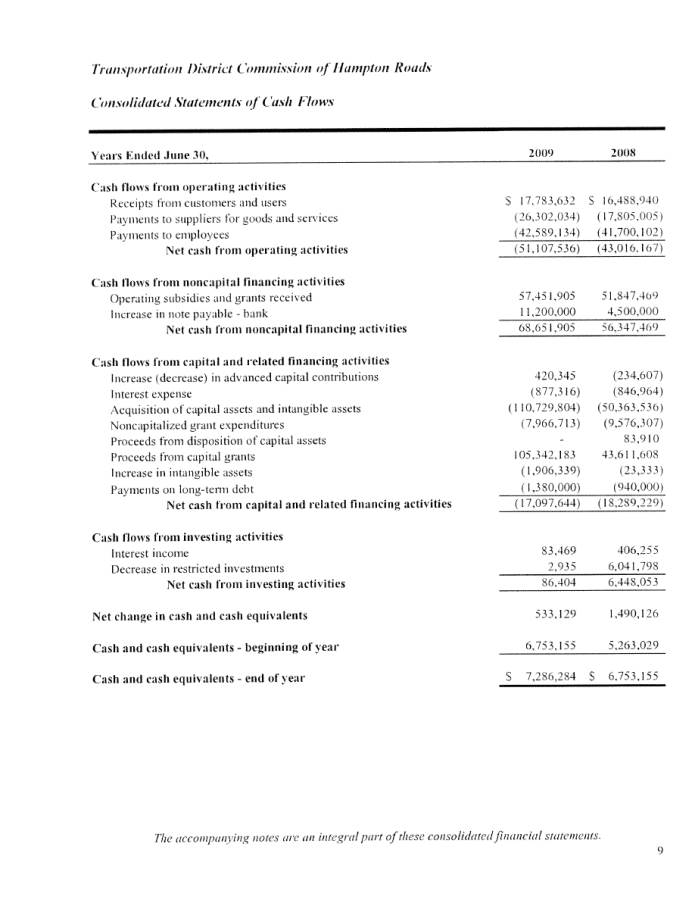 Transportation District Commission of Hampton Roads
Consolidated Statements of Cash Flows
Years Ended June 30, 2009 2008
Cash flows from operating activities
Receipts from customers and users $ 17,783,632 $ 16,488,940
Payments to suppliers for goods and services (26,302,034) (17,805,005)
Payments to employees (42,589,134) (41,700,102)
Net cash from operating activities (51,107,536) (43,016,167)
Cash flows from noncapital financing activities
Operating subsidies and grants received 57,451,905 51,847,469
Increase in note payable - bank 11,200,000 4,500,000
Net cash from noncapital financing activities 68,651,905 56,347,469
Cash flows from capital and related financing activities
Increase (decrease) in advanced capital contributions 420,345 (234,607)
Interest expense (877,316) (846,964)
Acquisition of capital assets and intangible assets (110,729,804) (50,363,536)
Noncapitalized grant expenditures (7,966,713) (9,576,307)
Proceeds from disposition of capital assets - 83,910
Proceeds from capital grants 105,342,183 43,611,608
Increase in intangible assets (1,906,339) (23,333)
Payments on long-term debt (1,380,000) (940,000)
Net cash from capital and related financing activities (17,097,644) (18,289,229)
Cash flows from investing activities
Interest income 83,469 406,255
Decrease in restricted investments 2,935 6,041,798
Net cash from investing activities 86,404 6,448,053
Net change in cash and cash equivalents 533,129 1,490,126
Cash and cash equivalents - beginning of year 6,753,155 5,263,029
Cash and cash equivalents - end of year $ 7,286,284 $ 6,753,155
The accompanying notes are an integral part of these consolidated financial statements.
9